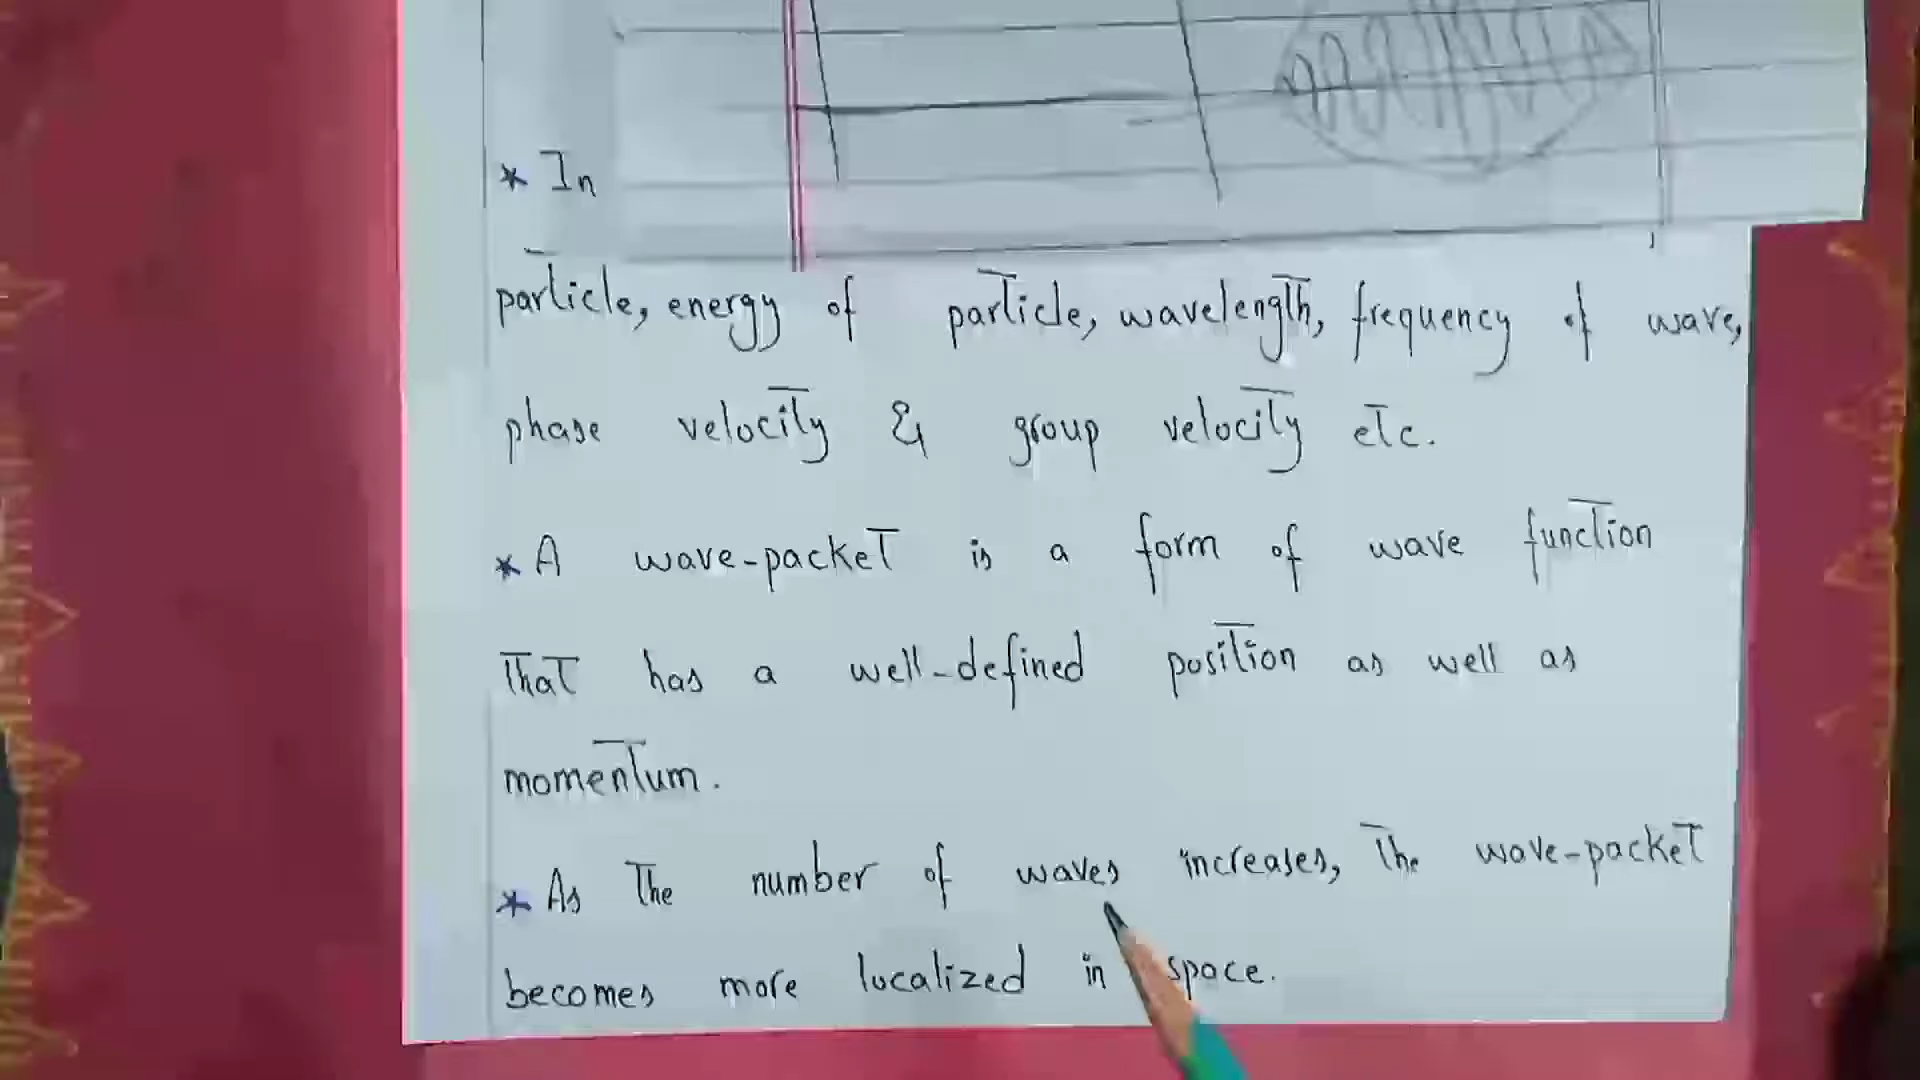 * In
particle, energy of particle, wavelength, frequency of wave,
phase velocity & group velocity etc.
* A wave-packet is a form of wave function
that has a well-defined position as well as
momentum.
* As the number of waves increases, the wave-packet
becomes more localized in space.